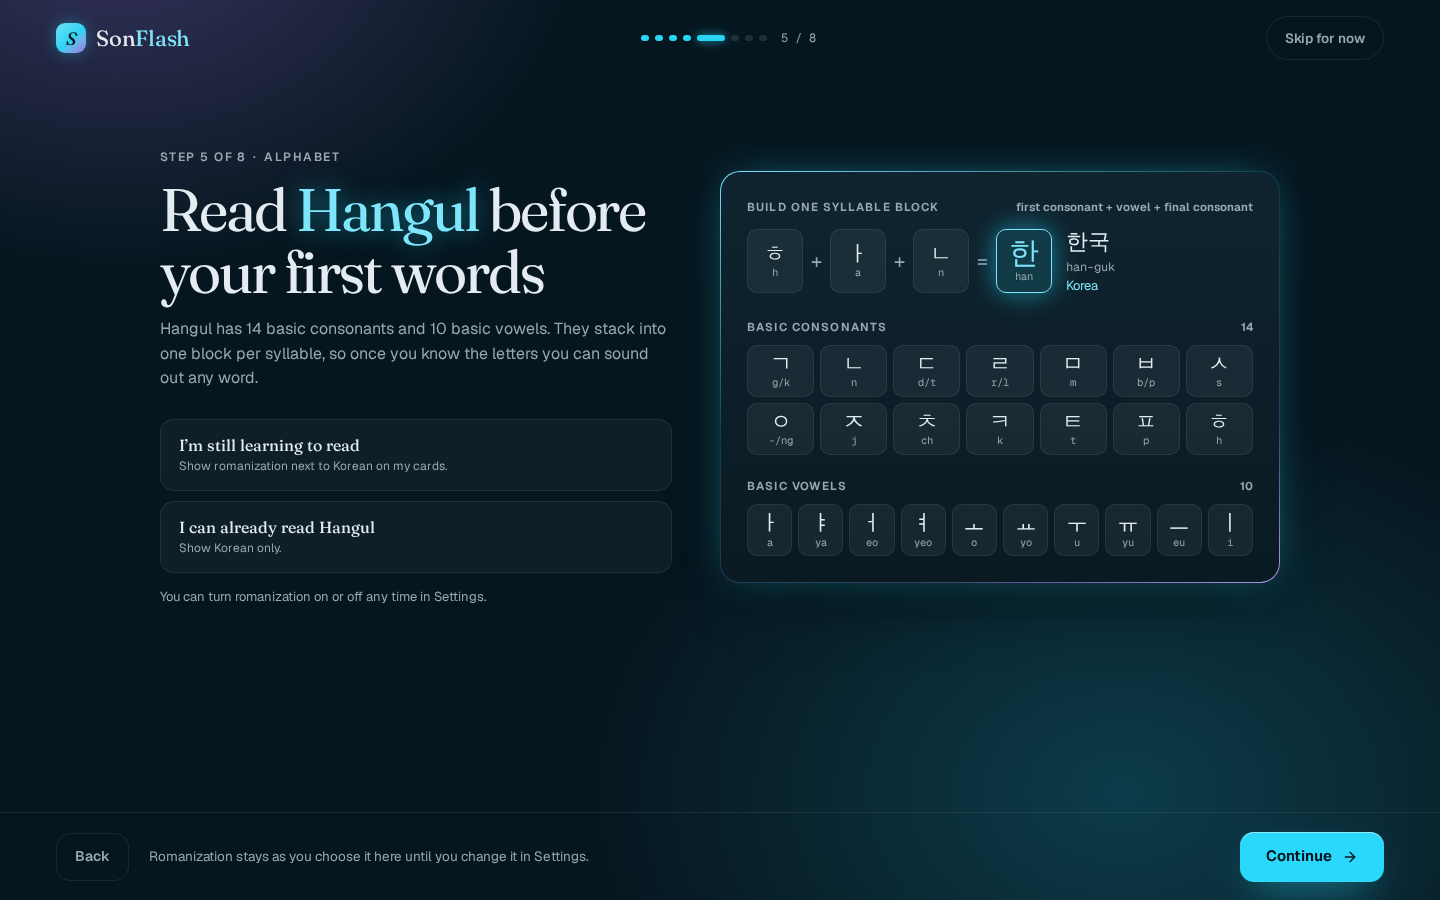 S SonFlash
5 / 8
Skip for now
STEP 5 OF 8 · ALPHABET
Read Hangul before
your first words
Hangul has 14 basic consonants and 10 basic vowels. They stack into
one block per syllable, so once you know the letters you can sound
out any word.
I’m still learning to read
Show romanization next to Korean on my cards.
I can already read Hangul
Show Korean only.
You can turn romanization on or off any time in Settings.
BUILD ONE SYLLABLE BLOCK
first consonant + vowel + final consonant
ㅎ + ㅏ + ㄴ = 한 한국
h a n han han-guk
Korea
BASIC CONSONANTS 14
ㄱ ㄴ ㄷ ㄹ ㅁ ㅂ ㅅ
g/k n d/t r/l m b/p s
ㅇ ㅈ ㅊ ㅋ ㅌ ㅍ ㅎ
-/ng j ch k t p h
BASIC VOWELS 10
ㅏ ㅑ ㅓ ㅕ ㅗ ㅛ ㅜ ㅠ ㅡ ㅣ
a ya eo yeo o yo u yu eu i
Back
Romanization stays as you choose it here until you change it in Settings.
Continue →